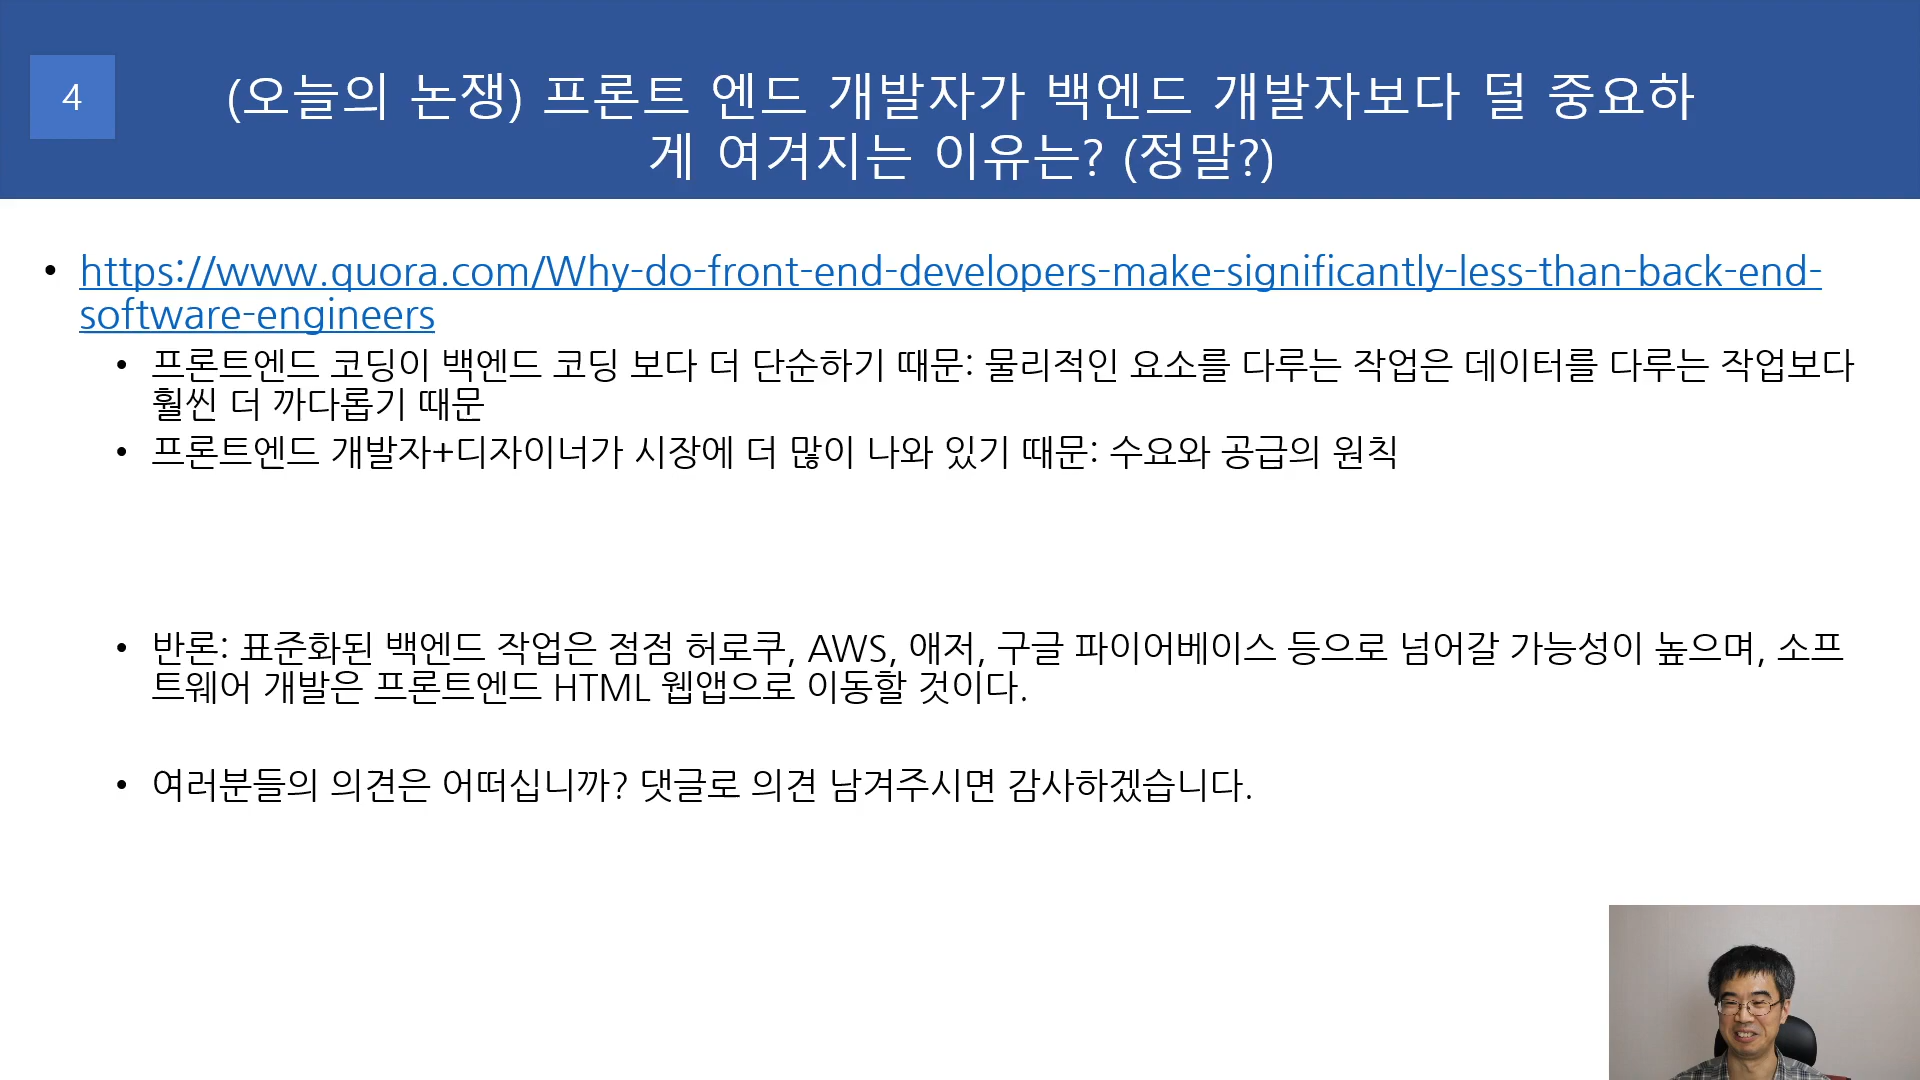 4
(오늘의 논쟁) 프론트 엔드 개발자가 백엔드 개발자보다 덜 중요하
게 여겨지는 이유는? (정말?)
• https://www.quora.com/Why-do-front-end-developers-make-significantly-less-than-back-end-
software-engineers
• 프론트엔드 코딩이 백엔드 코딩 보다 더 단순하기 때문: 물리적인 요소를 다루는 작업은 데이터를 다루는 작업보다
훨씬 더 까다롭기 때문
• 프론트엔드 개발자+디자이너가 시장에 더 많이 나와 있기 때문: 수요와 공급의 원칙
• 반론: 표준화된 백엔드 작업은 점점 허로쿠, AWS, 애저, 구글 파이어베이스 등으로 넘어갈 가능성이 높으며, 소프
트웨어 개발은 프론트엔드 HTML 웹앱으로 이동할 것이다.
• 여러분들의 의견은 어떠십니까? 댓글로 의견 남겨주시면 감사하겠습니다.